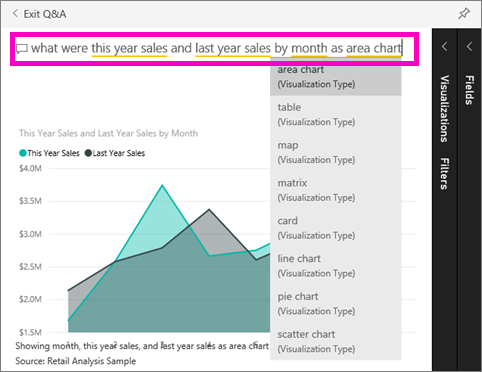 Exit Q&A
what were this year sales and last year sales by month as area chart
area chart
(Visualization Type)
table
(Visualization Type)
map
(Visualization Type)
matrix
(Visualization Type)
card
(Visualization Type)
line chart
(Visualization Type)
pie chart
(Visualization Type)
scatter chart
(Visualization Type)
This Year Sales and Last Year Sales by Month
This Year Sales Last Year Sales
$4.0M
$3.5M
$3.0M
$2.5M
$2.0M
$1.5M
2 3 4 6
Showing month, this year sales, and last year sales as area chart
Source: Retail Analysis Sample
Visualizations
Filters
Fields